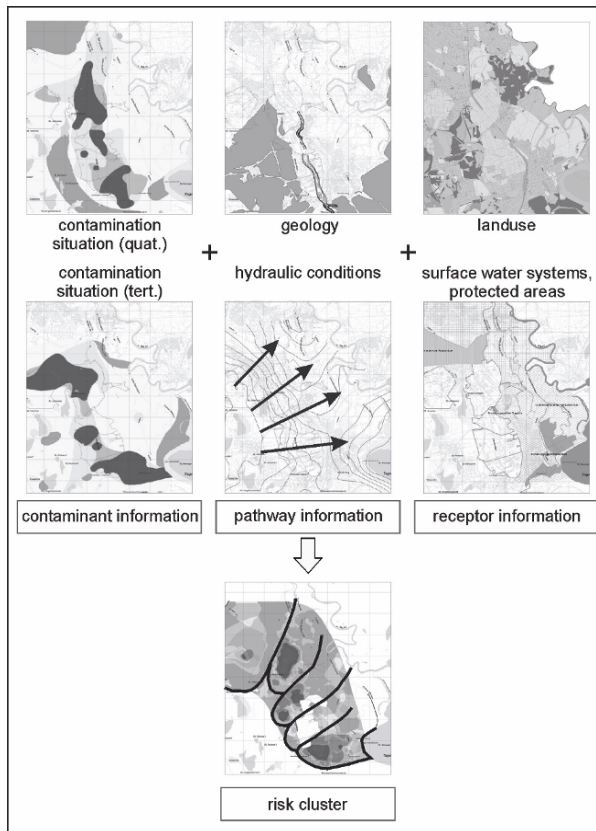 contamination
situation (quat.)
+
geology
+
landuse
contamination
situation (tert.)
hydraulic conditions
surface water systems,
protected areas
contaminant information
pathway information
receptor information
risk cluster